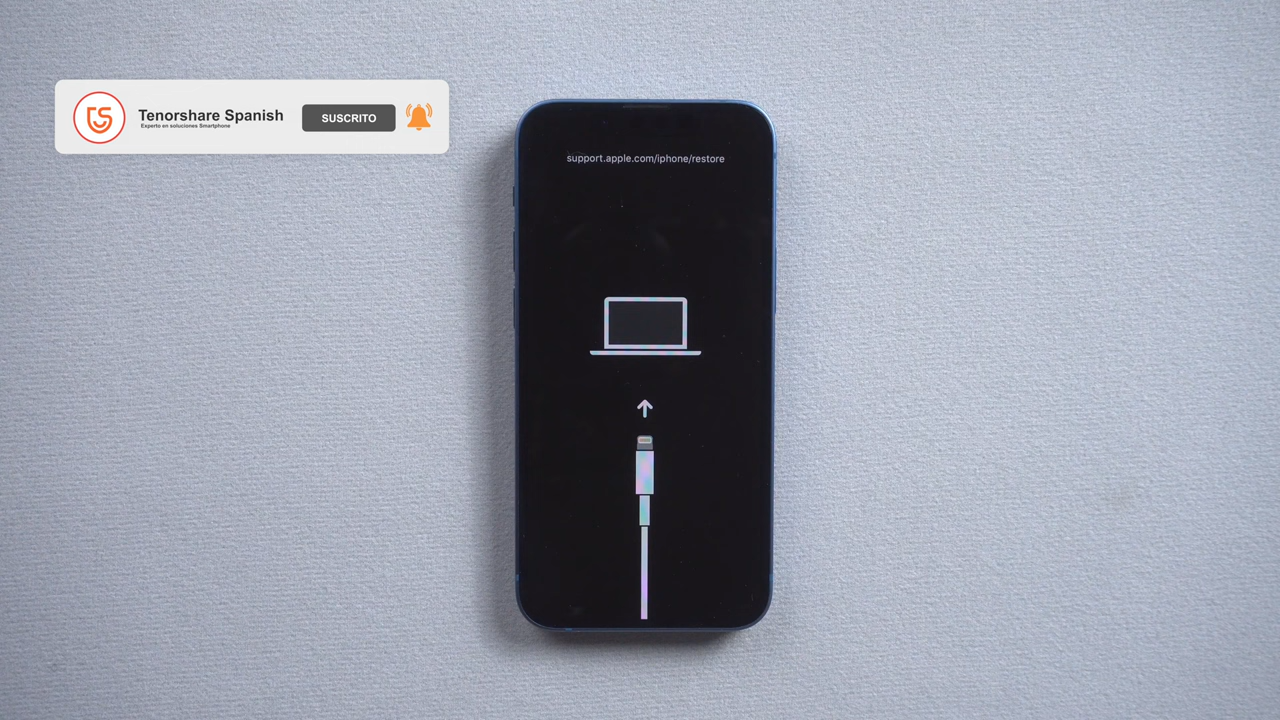 Tenorshare Spanish
Experto en soluciones Smartphone
SUSCRITO
support.apple.com/iphone/restore